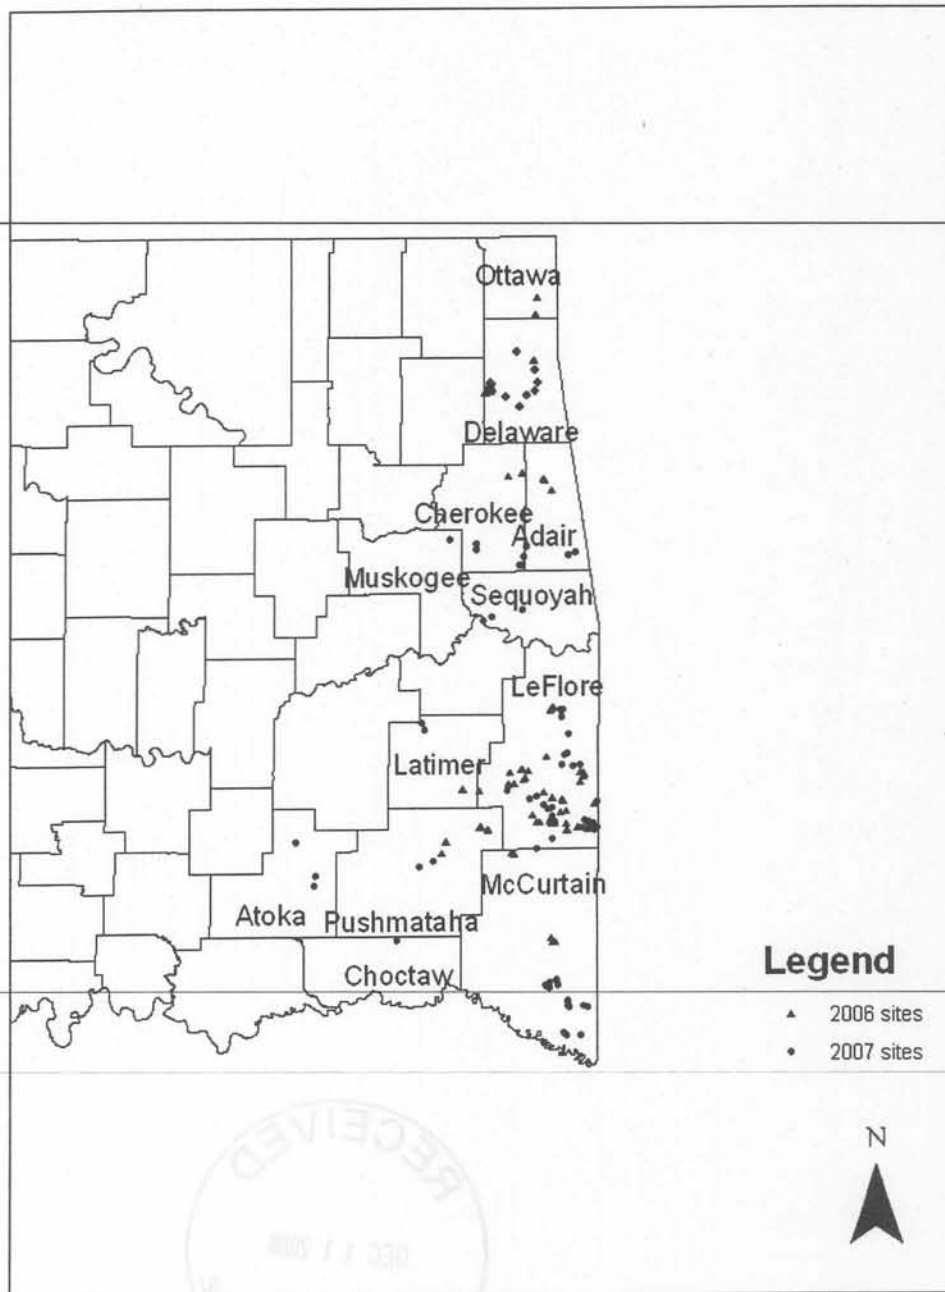 Ottawa
Delaware
Cherokee
Adair
Muskogee
Sequoyah
LeFlore
Latimer
McCurtain
Atoka
Pushmataha
Choctaw
Legend
2006 sites
2007 sites
N
RECEIVED